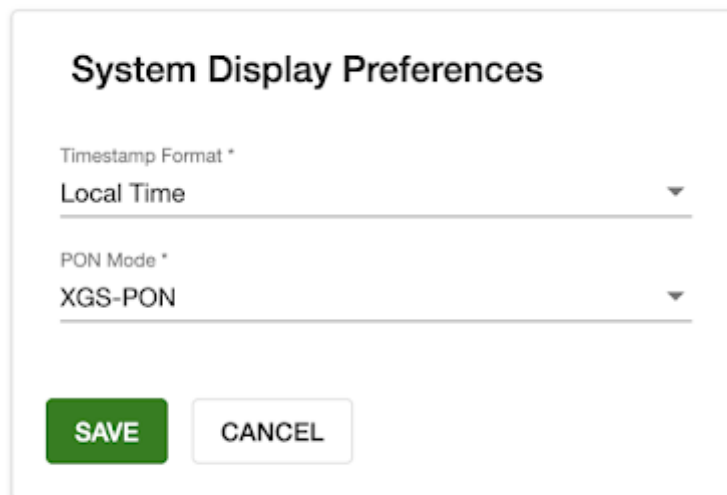 System Display Preferences
Timestamp Format *
Local Time
PON Mode *
XGS-PON
SAVE CANCEL